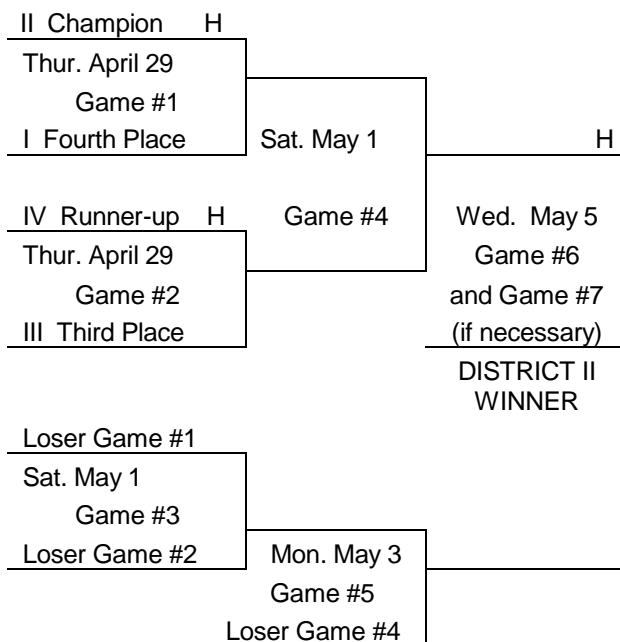 II Champion H
Thur. April 29
Game #1
I Fourth Place
Sat. May 1
H
IV Runner-up H
Game #4
Wed. May 5
Thur. April 29
Game #6
Game #2
and Game #7
III Third Place
(if necessary)
DISTRICT II
WINNER
Loser Game #1
Sat. May 1
Game #3
Loser Game #2
Mon. May 3
Game #5
Loser Game #4